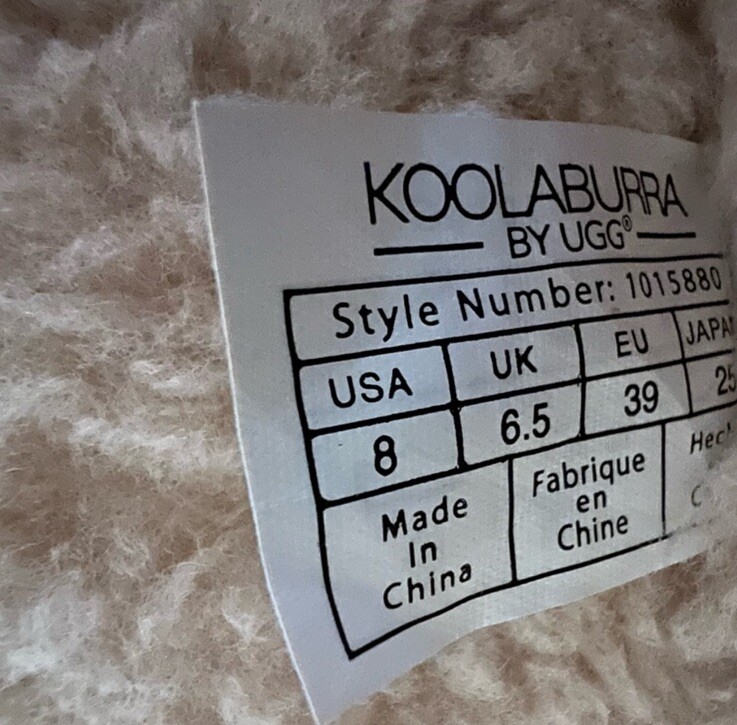 KOOLABURRA
BY UGG®
Style Number: 1015880
USA UK EU
8 6.5 39
Made
In
China
Fabrique
en
Chine